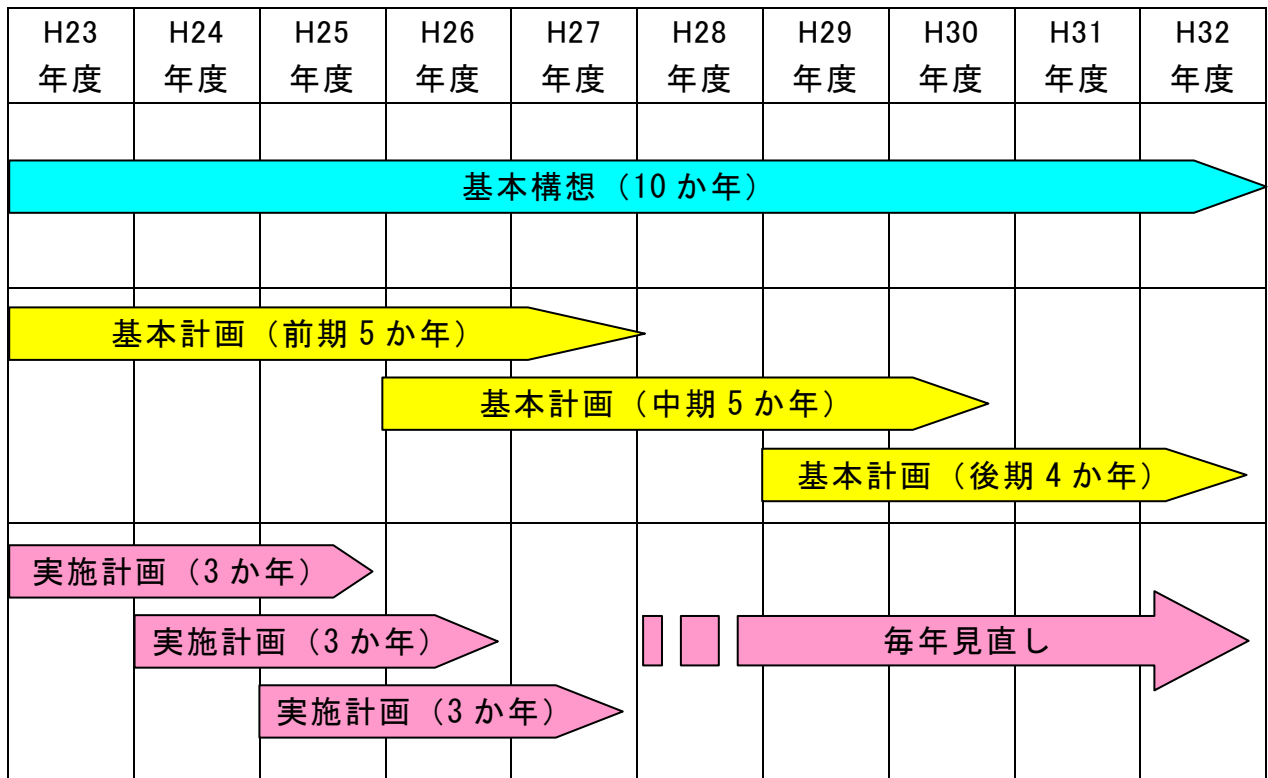 H23 H24 H25 H26 H27 H28 H29 H30 H31 H32
年度 年度 年度 年度 年度 年度 年度 年度 年度 年度
基本構想（10か年）
基本計画（前期5か年）
基本計画（中期5か年）
基本計画（後期4か年）
実施計画（3か年）
実施計画（3か年）
毎年見直し
実施計画（3か年）